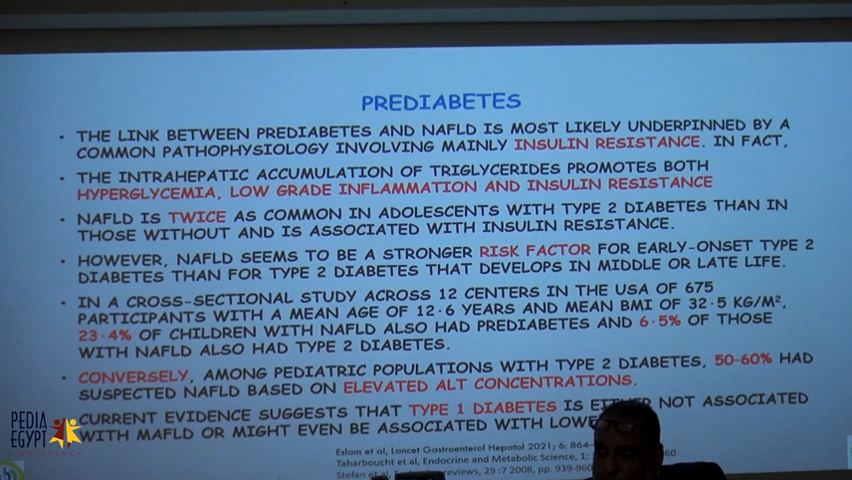 PREDIABETES
• THE LINK BETWEEN PREDIABETES AND NAFLD IS MOST LIKELY UNDERPINNED BY A
COMMON PATHOPHYSIOLOGY INVOLVING MAINLY INSULIN RESISTANCE. IN FACT,
• THE INTRAHEPATIC ACCUMULATION OF TRIGLYCERIDES PROMOTES BOTH
HYPERGLYCEMIA, LOW GRADE INFLAMMATION AND INSULIN RESISTANCE
• NAFLD IS TWICE AS COMMON IN ADOLESCENTS WITH TYPE 2 DIABETES THAN IN
THOSE WITHOUT AND IS ASSOCIATED WITH INSULIN RESISTANCE.
• HOWEVER, NAFLD SEEMS TO BE A STRONGER RISK FACTOR FOR EARLY-ONSET TYPE 2
DIABETES THAN FOR TYPE 2 DIABETES THAT DEVELOPS IN MIDDLE OR LATE LIFE.
• IN A CROSS-SECTIONAL STUDY ACROSS 12 CENTERS IN THE USA OF 675
PARTICIPANTS WITH A MEAN AGE OF 12·6 YEARS AND MEAN BMI OF 32·5 KG/M²,
23·4% OF CHILDREN WITH NAFLD ALSO HAD PREDIABETES AND 6·5% OF THOSE
WITH NAFLD ALSO HAD TYPE 2 DIABETES.
• CONVERSELY, AMONG PEDIATRIC POPULATIONS WITH TYPE 2 DIABETES, 50-60% HAD
SUSPECTED NAFLD BASED ON ELEVATED ALT CONCENTRATIONS.
CURRENT EVIDENCE SUGGESTS THAT TYPE 1 DIABETES IS EITHER NOT ASSOCIATED
WITH MAFLD OR MIGHT EVEN BE ASSOCIATED WITH
Eslam et al, Lancet Gastroenterol Hepatol 2021; 6: 864
Taharboucht et al, Endocrine and Metabolic Science, 1: 60
Stefan et al, reviews, 29 :7 2008, pp. 939-960
PEDIA
EGYPT
CONFERENCE